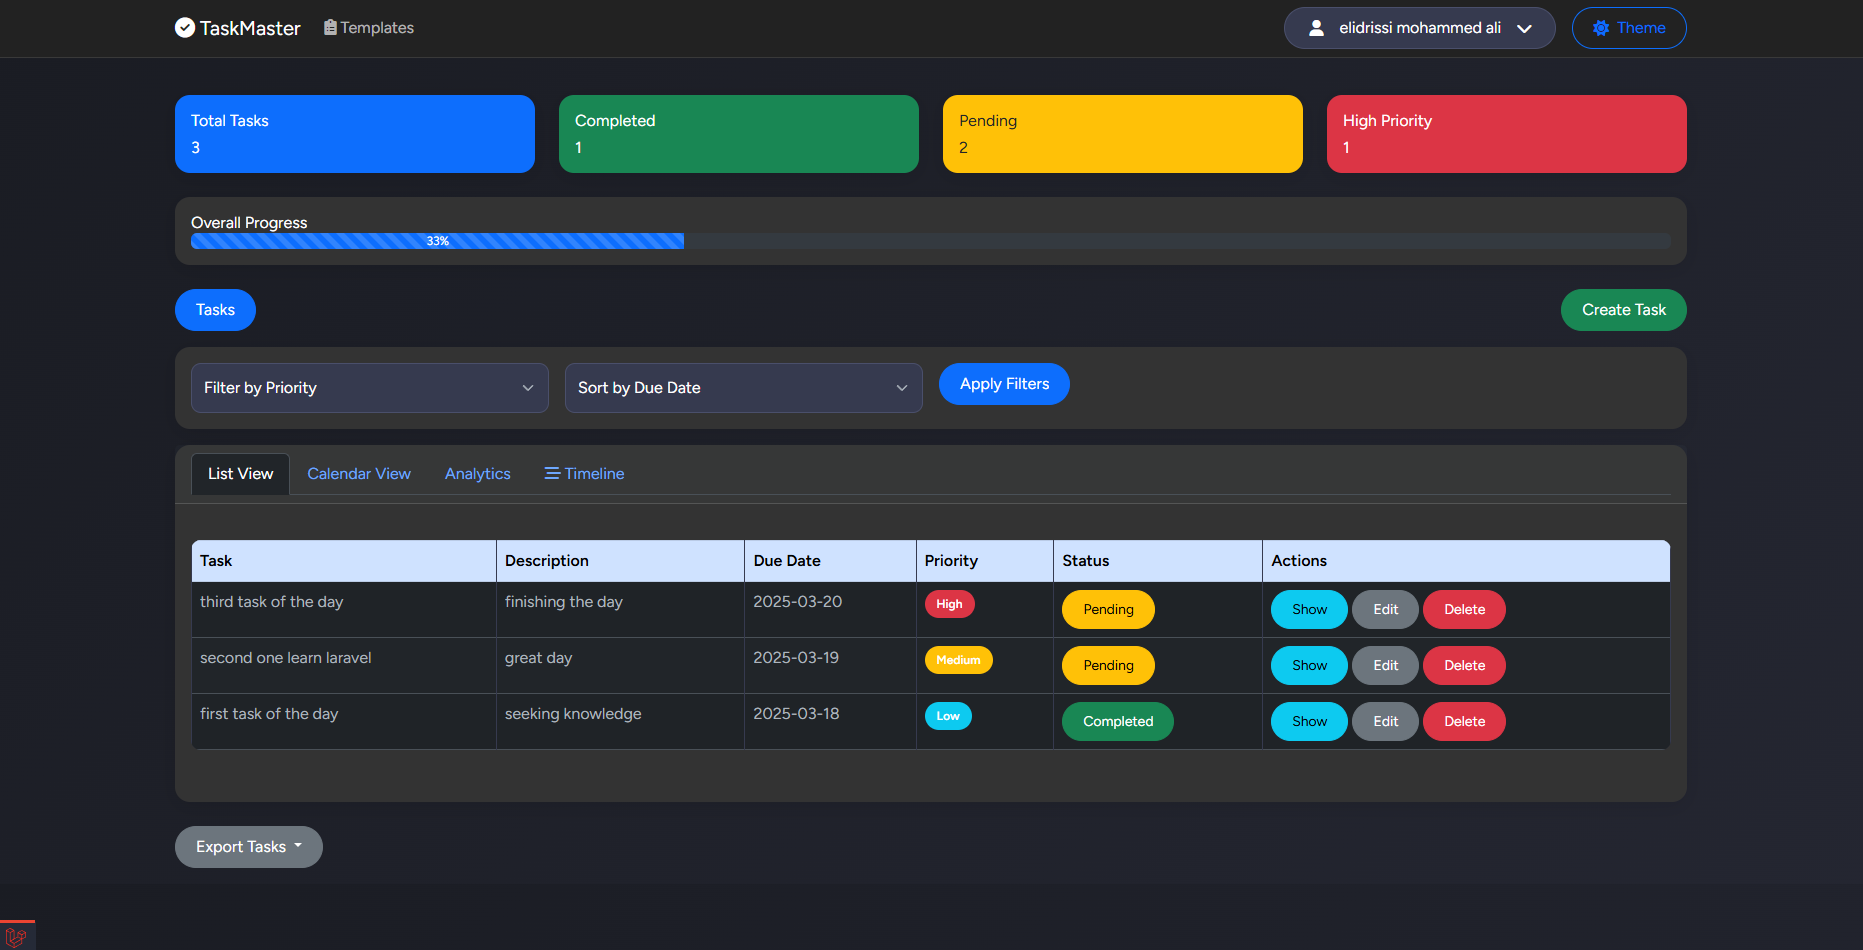 TaskMaster Templates elidrissi mohammed ali Theme
Total Tasks Completed Pending High Priority
3 1 2 1
Overall Progress
33%
Tasks Create Task
Filter by Priority Sort by Due Date Apply Filters
List View Calendar View Analytics Timeline
Task Description Due Date Priority Status Actions
third task of the day finishing the day 2025-03-20 High Pending Show Edit Delete
second one learn laravel great day 2025-03-19 Medium Pending Show Edit Delete
first task of the day seeking knowledge 2025-03-18 Low Completed Show Edit Delete
Export Tasks